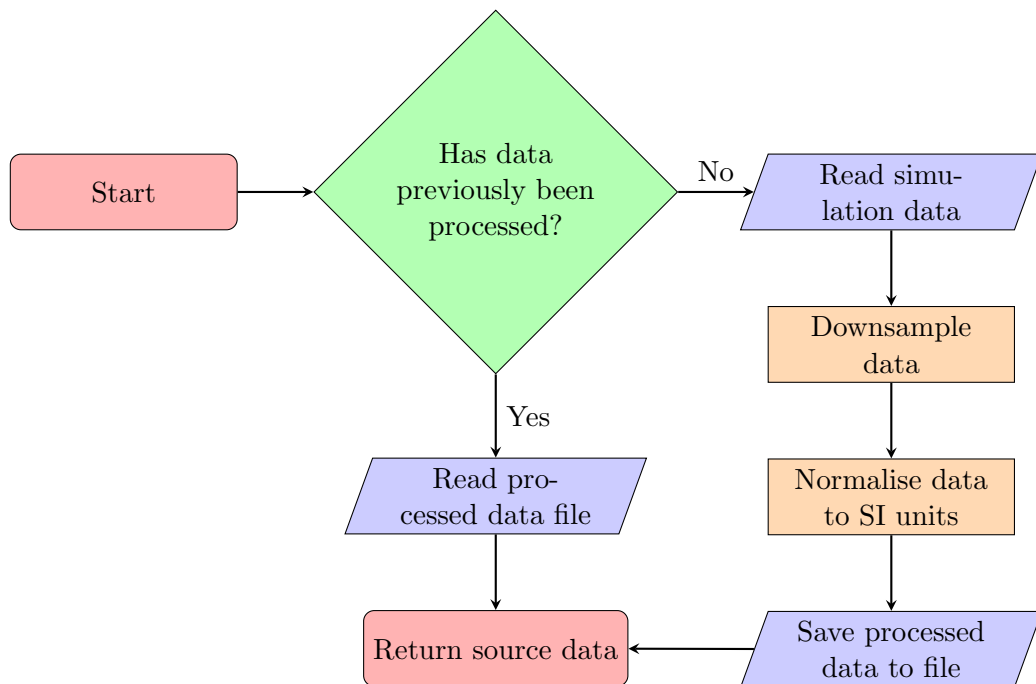 Start
Has data
previously been
processed?
No
Read simu-
lation data
Downsample
data
Yes
Read pro-
cessed data file
Normalise data
to SI units
Return source data
Save processed
data to file